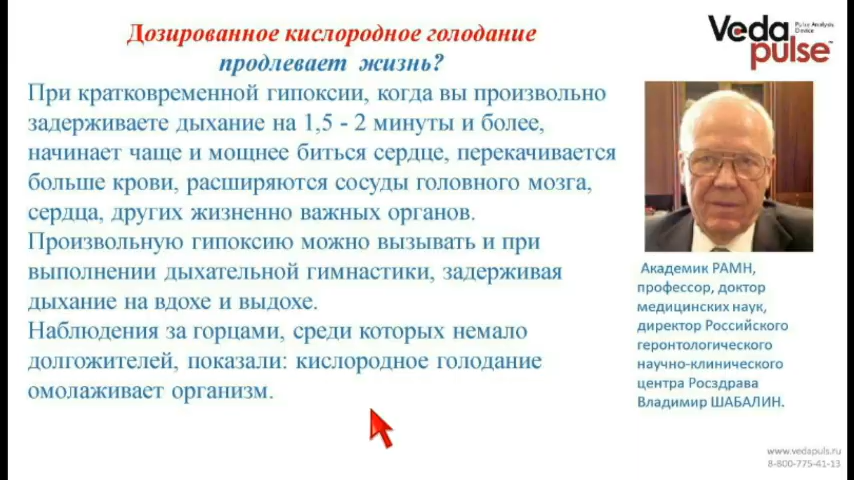 Дозированное кислородное голодание
продлевает жизнь?
При кратковременной гипоксии, когда вы произвольно
задерживаете дыхание на 1,5 - 2 минуты и более,
начинает чаще и мощнее биться сердце, перекачивается
больше крови, расширяются сосуды головного мозга,
сердца, других жизненно важных органов.
Произвольную гипоксию можно вызывать и при
выполнении дыхательной гимнастики, задерживая
дыхание на вдохе и выдохе.
Наблюдения за горцами, среди которых немало
долгожителей, показали: кислородное голодание
омолаживает организм.
Veda
Pulse Analysis
Device
pulse™
Академик РАМН,
профессор, доктор
медицинских наук,
директор Российского
геронтологического
научно-клинического
центра Росздрава
Владимир ШАБАЛИН.
www.vedapuls.ru
8-800-775-41-13